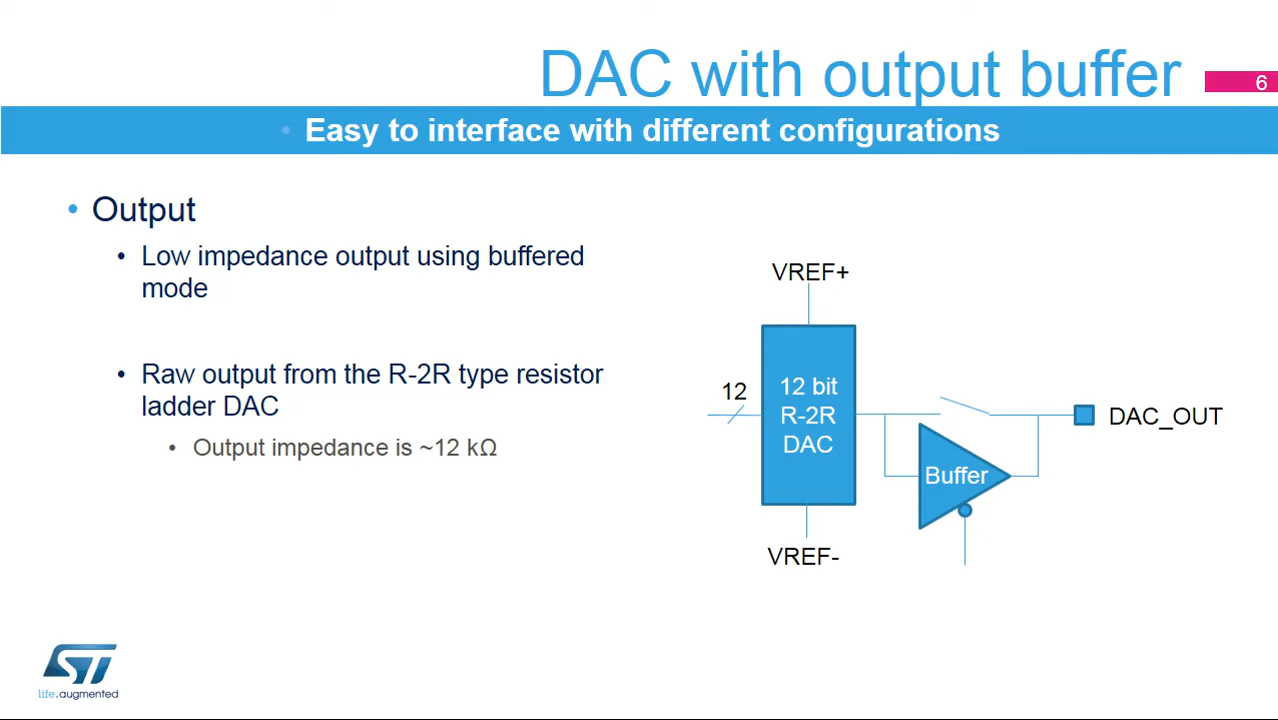 DAC with output buffer
6
• Easy to interface with different configurations
• Output
• Low impedance output using buffered
mode
• Raw output from the R-2R type resistor
ladder DAC
• Output impedance is ~12 kΩ
VREF+
12
12 bit
R-2R
DAC
Buffer
DAC_OUT
VREF-
ST
life.augmented